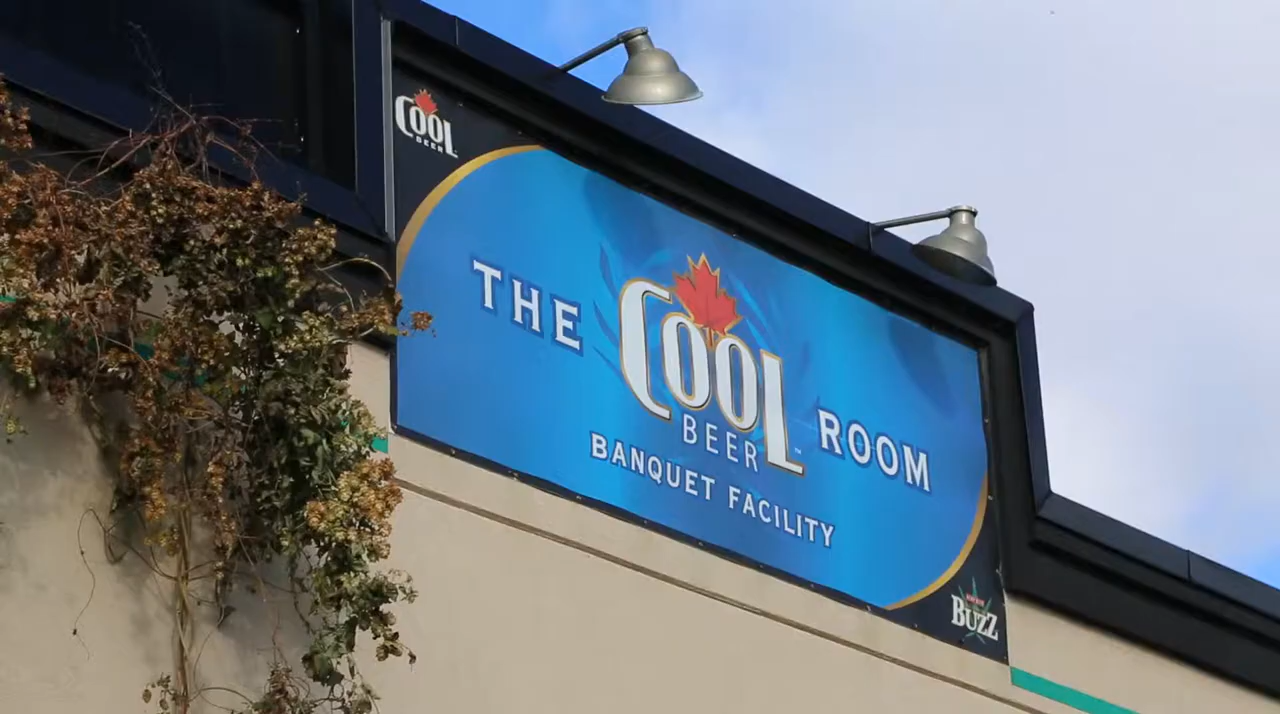 COOL
BEER
THE COOL ROOM
BEER
BANQUET FACILITY
BUZZ